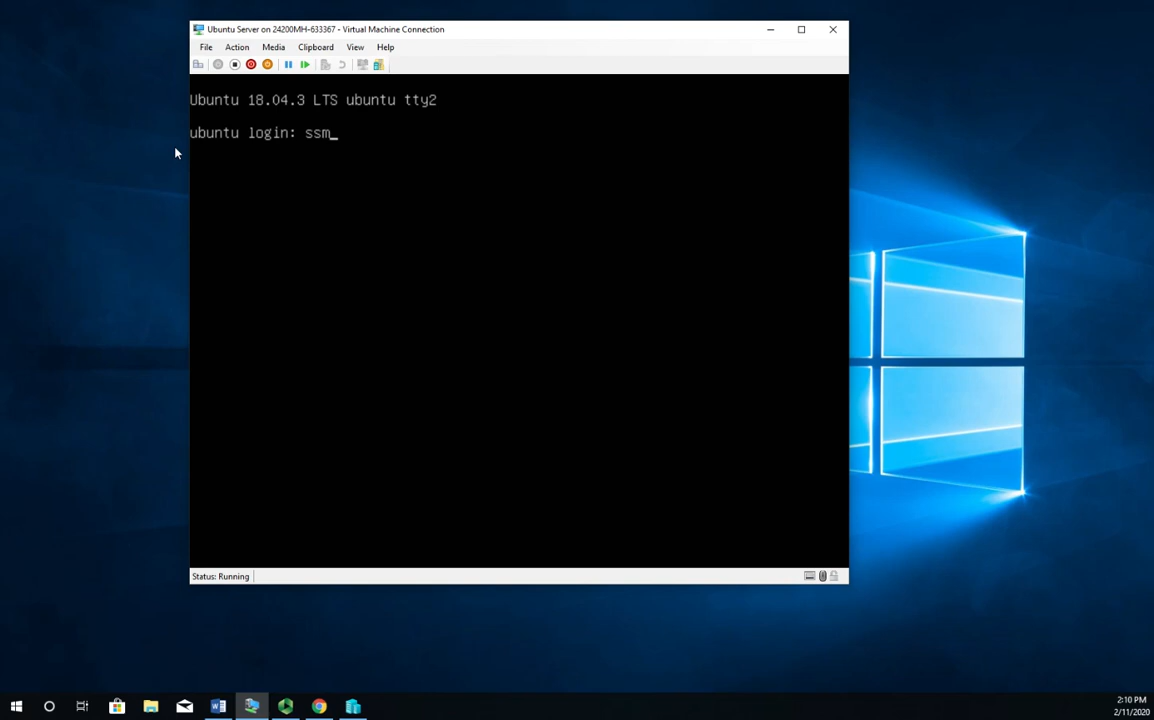 Ubuntu Server on 24200MH-633367 - Virtual Machine Connection
File Action Media Clipboard View Help
Ubuntu 18.04.3 LTS ubuntu tty2
ubuntu login: ssm_
Status: Running
2:10 PM
2/11/2020